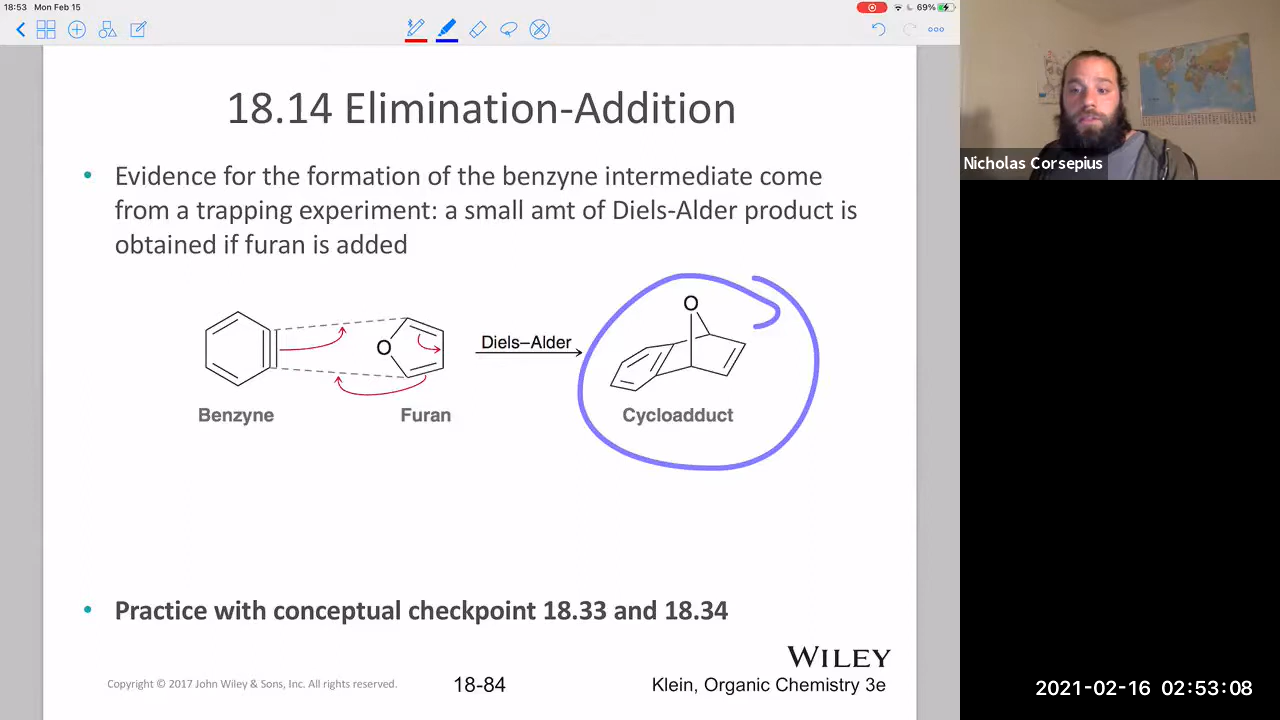 18:53 Mon Feb 15
69%
18.14 Elimination-Addition
• Evidence for the formation of the benzyne intermediate come
from a trapping experiment: a small amt of Diels-Alder product is
obtained if furan is added
O
O
Diels–Alder
Benzyne
Furan
Cycloadduct
• Practice with conceptual checkpoint 18.33 and 18.34
WILEY
Copyright © 2017 John Wiley & Sons, Inc. All rights reserved.
18-84
Klein, Organic Chemistry 3e
Nicholas Corsepius
2021-02-16 02:53:08